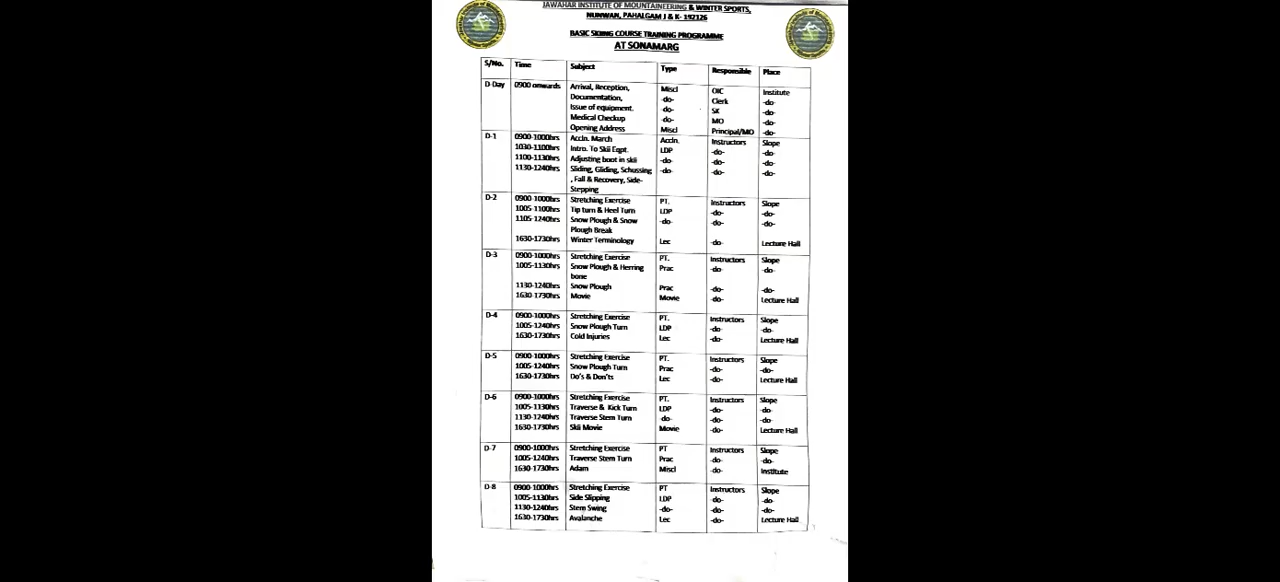 JAWAHAR INSTITUTE OF MOUNTAINEERING & WINTER SPORTS,
NUNWAN, PAHALGAM J & K- 192126
BASIC SKIING COURSE TRAINING PROGRAMME
AT SONAMARG
S/No. Time Subject Type Responsible Place
D-Day 0900 onwards Arrival, Reception, Miscl OIC Institute
Documentation, -do- Clerk -do-
Issue of equipment. -do- SK -do-
Medical Checkup -do- MO -do-
Opening Address Miscl Principal/MO -do-
D-1 0900-1000hrs Accln. March Accln. Instructors Slope
1030-1100hrs Intro. To Skii Eqpt. LDP -do- -do-
1100-1130hrs Adjusting boot in skii -do- -do- -do-
1130-1240hrs Sliding, Gliding, Schussing -do- -do- -do-
, Fall & Recovery, Side-
Stepping
D-2 0900-1000hrs Stretching Exercise PT. Instructors Slope
1005-1100hrs Tip turn & Heel Turn LDP -do- -do-
1105-1240hrs Snow Plough & Snow -do- -do- -do-
Plough Break
1630-1730hrs Winter Terminology Lec -do- Lecture Hall
D-3 0900-1000hrs Stretching Exercise PT. Instructors Slope
1005-1130hrs Snow Plough & Herring Prac -do- -do-
bone
1130-1240hrs Snow Plough Prac -do- -do-
1630-1730hrs Movie Movie -do- Lecture Hall
D-4 0900-1000hrs Stretching Exercise PT. Instructors Slope
1005-1240hrs Snow Plough Turn LDP -do- -do-
1630-1730hrs Cold Injuries Lec -do- Lecture Hall
D-5 0900-1000hrs Stretching Exercise PT. Instructors Slope
1005-1240hrs Snow Plough Turn Prac -do- -do-
1630-1730hrs Do's & Don'ts Lec -do- Lecture Hall
D-6 0900-1000hrs Stretching Exercise PT. Instructors Slope
1005-1130hrs Traverse & Kick Turn LDP -do- -do-
1130-1240hrs Traverse Stem Turn -do- -do- -do-
1630-1730hrs Skii Movie Movie -do- Lecture Hall
D-7 0900-1000hrs Stretching Exercise PT Instructors Slope
1005-1240hrs Traverse Stem Turn Prac -do- -do-
1630-1730hrs Adam Miscl -do- Institute
D-8 0900-1000hrs Stretching Exercise PT Instructors Slope
1005-1130hrs Side Slipping LDP -do- -do-
1130-1240hrs Stem Swing -do- -do- -do-
1630-1730hrs Avalanche Lec -do- Lecture Hall